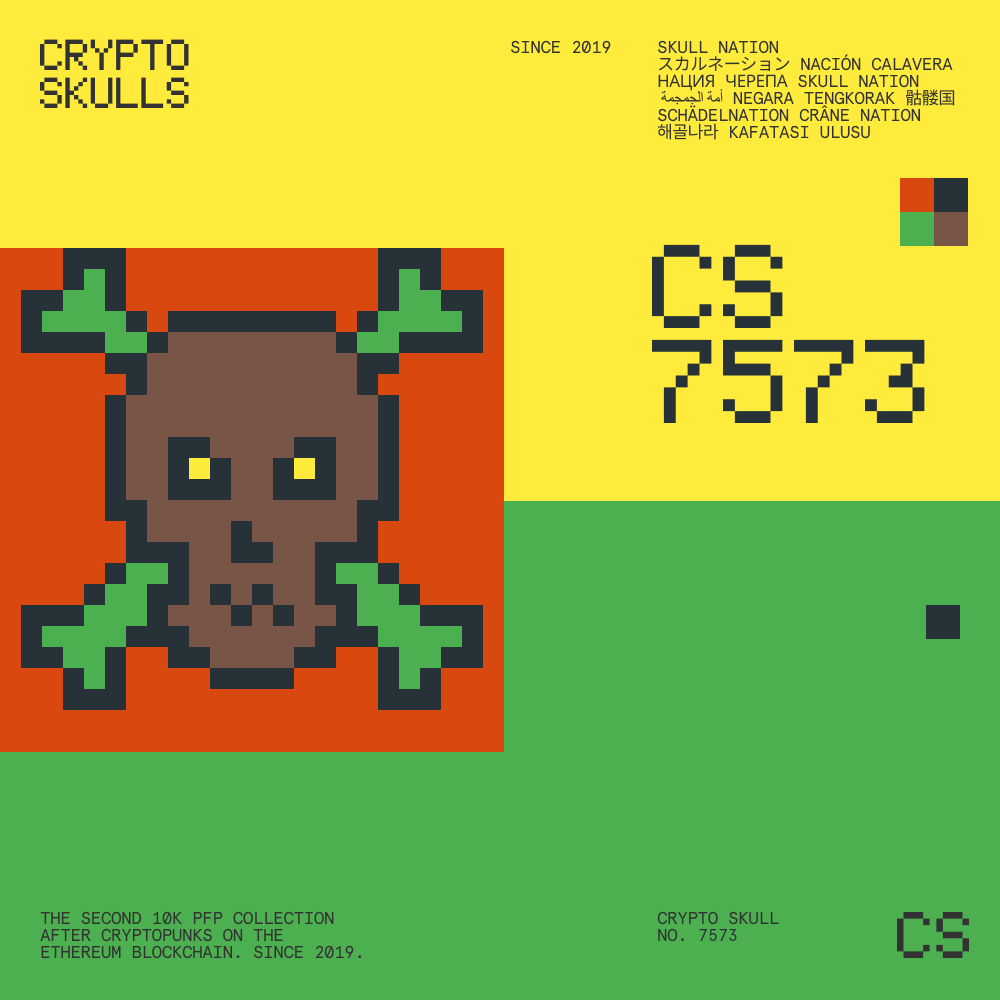 CRYPTO
SKULLS
SINCE 2019
SKULL NATION
スカルネーション NACIÓN CALAVERA
НАЦИЯ ЧЕРЕПА SKULL NATION
أمة الجمجمة NEGARA TENGKORAK 骷髅国
SCHÄDELNATION CRÂNE NATION
해골나라 KAFATASI ULUSU
CS
7573
THE SECOND 10K PFP COLLECTION
AFTER CRYPTOPUNKS ON THE
ETHEREUM BLOCKCHAIN. SINCE 2019.
CRYPTO SKULL
NO. 7573
CS